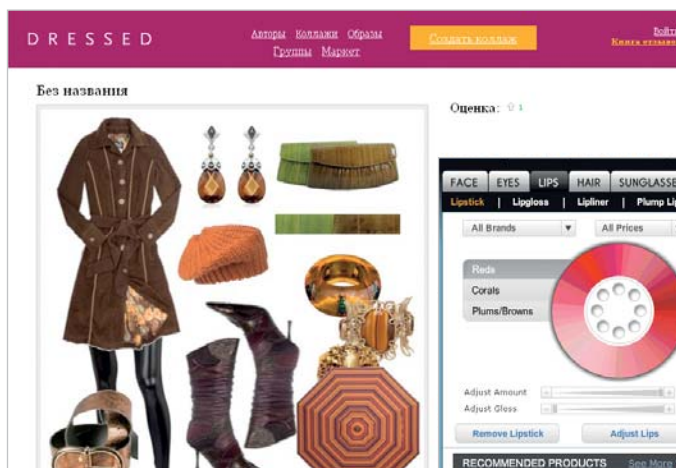 DRESSED
Авторы Коллажи Образы
Группы Маркет
Создать коллаж
Войти
Книга отзывов
Без названия
Оценка: 1
FACE EYES LIPS HAIR SUNGLASSE
Lipstick | Lipgloss | Lipliner | Plump Lip
All Brands All Prices
Reds
Corals
Plums/Browns
Adjust Amount
Adjust Gloss
Remove Lipstick Adjust Lips
RECOMMENDED PRODUCTS See More